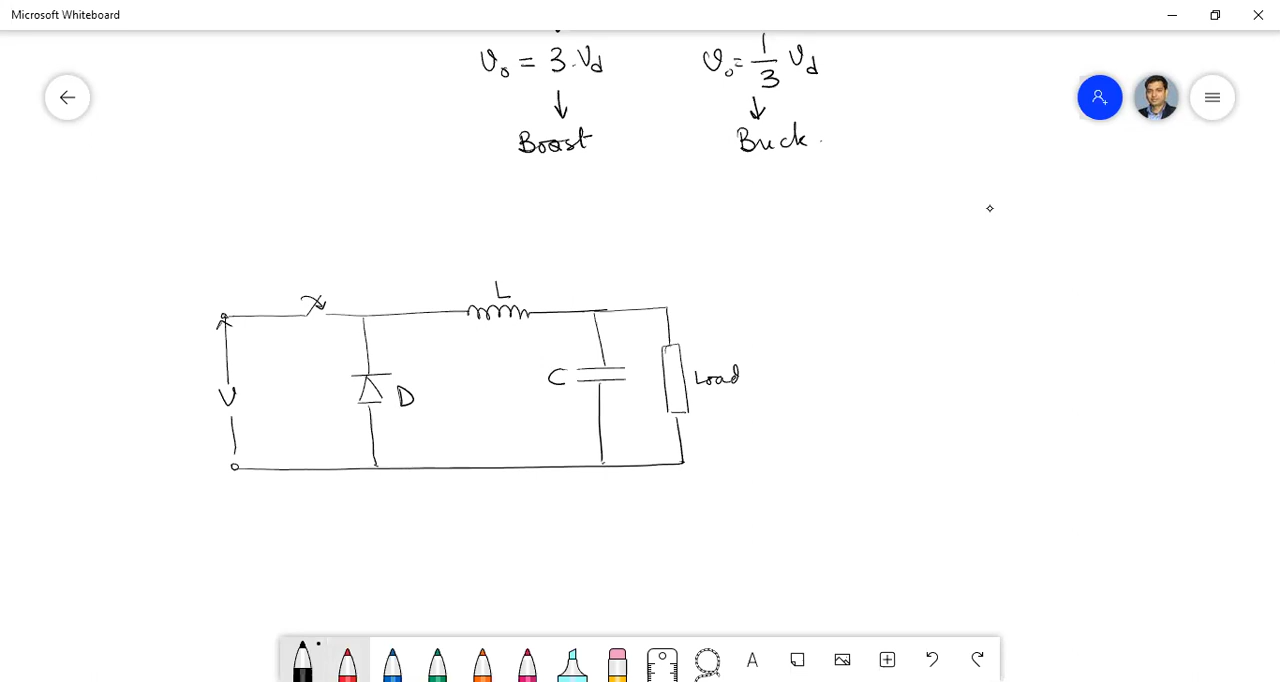 Microsoft Whiteboard
V₀ = 3.Vd
V₀ = 1/3 Vd
Boost
Buck.
L
V
D
C
Load
A